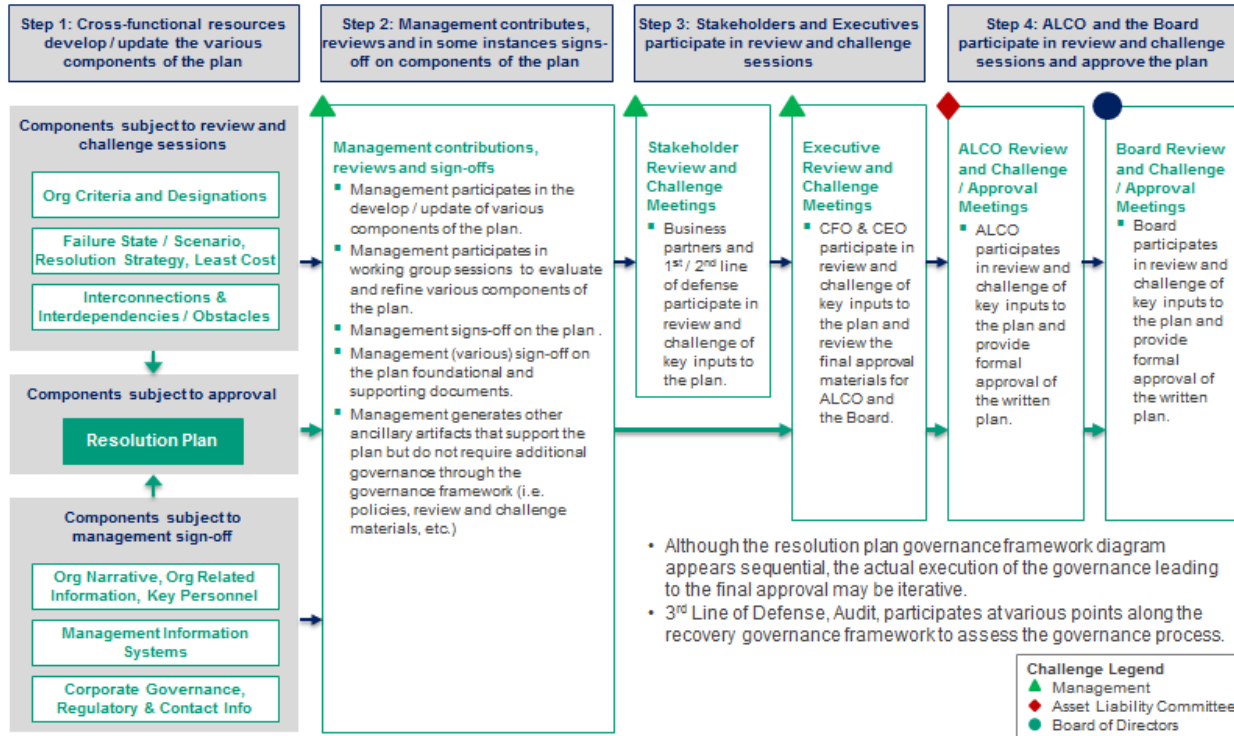 Step 1: Cross-functional resources
develop / update the various
components of the plan
Step 2: Management contributes,
reviews and in some instances signs-
off on components of the plan
Step 3: Stakeholders and Executives
participate in review and challenge
sessions
Step 4: ALCO and the Board
participate in review and challenge
sessions and approve the plan
Components subject to review and
challenge sessions
Org Criteria and Designations
Failure State / Scenario,
Resolution Strategy, Least Cost
Interconnections &
Interdependencies / Obstacles
Components subject to approval
Resolution Plan
Components subject to
management sign-off
Org Narrative, Org Related
Information, Key Personnel
Management Information
Systems
Corporate Governance,
Regulatory & Contact Info
Management contributions,
reviews and sign-offs
▪ Management participates in the
develop / update of various
components of the plan.
▪ Management participates in
working group sessions to evaluate
and refine various components of
the plan.
▪ Management signs-off on the plan .
▪ Management (various) sign-off on
the plan foundational and
supporting documents.
▪ Management generates other
ancillary artifacts that support the
plan but do not require additional
governance through the
governance framework (i.e.
policies, review and challenge
materials, etc.)
Stakeholder
Review and
Challenge
Meetings
▪ Business
partners and
1st / 2nd line
of defense
participate in
review and
challenge of
key inputs to
the plan.
Executive
Review and
Challenge
Meetings
▪ CFO & CEO
participate in
review and
challenge of
key inputs to
the plan and
review the
final approval
materials for
ALCO and
the Board.
ALCO Review
and Challenge
/ Approval
Meetings
▪ ALCO
participates
in review and
challenge of
key inputs to
the plan and
provide
formal
approval of
the written
plan.
Board Review
and Challenge
/ Approval
Meetings
▪ Board
participates
in review and
challenge of
key inputs to
the plan and
provide
formal
approval of
the written
plan.
• Although the resolution plan governance framework diagram
appears sequential, the actual execution of the governance leading
to the final approval may be iterative.
• 3rd Line of Defense, Audit, participates at various points along the
recovery governance framework to assess the governance process.
Challenge Legend
Management
Asset Liability Committee
Board of Directors